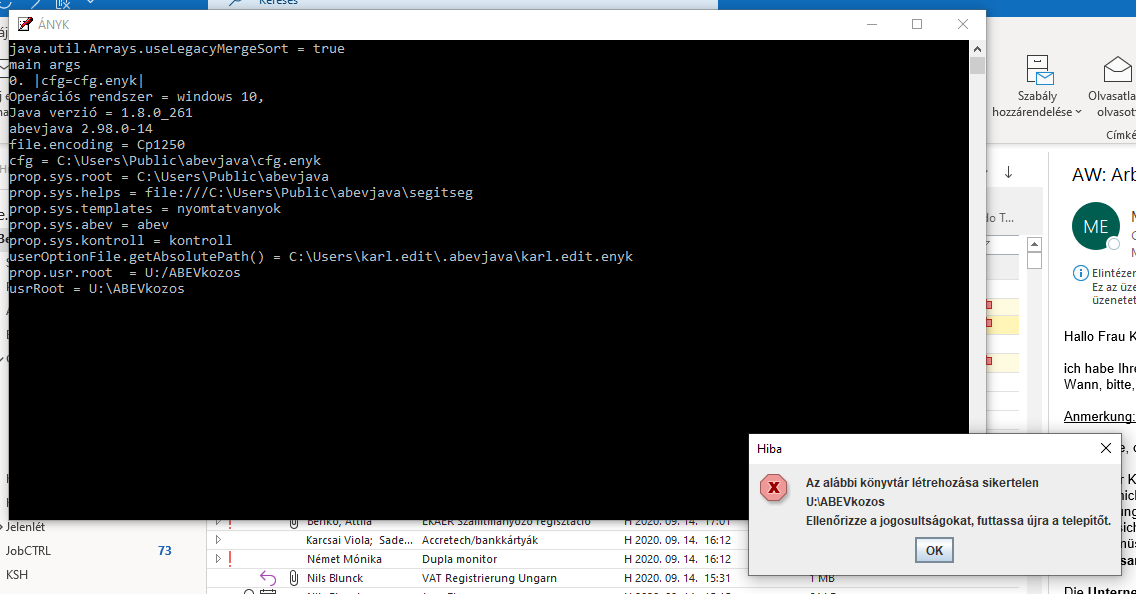 Keresés
ÁNYK
java.util.Arrays.useLegacyMergeSort = true
main args
0. |cfg=cfg.enyk|
Operációs rendszer = windows 10,
Java verzió = 1.8.0_261
abevjava 2.98.0-14
file.encoding = Cp1250
cfg = C:\Users\Public\abevjava\cfg.enyk
prop.sys.root = C:\Users\Public\abevjava
prop.sys.helps = file:///C:\Users\Public\abevjava\segitseg
prop.sys.templates = nyomtatvanyok
prop.sys.abev = abev
prop.sys.kontroll = kontroll
userOptionFile.getAbsolutePath() = C:\Users\karl.edit\.abevjava\karl.edit.enyk
prop.usr.root  = U:/ABEVkozos
usrRoot = U:\ABEVkozos
Szabály
hozzárendelése
Olvasatla
olvasot
Címké
AW: Arb
ME
do T...
Elintézen
Ez az üze
üzenetet
Hallo Frau K
ich habe Ihre
Wann, bitte,
Anmerkung:
Hiba
Az alábbi könyvtár létrehozása sikertelen
U:\ABEVkozos
Ellenőrizze a jogosultságokat, futtassa újra a telepítőt.
OK
Jelenlét
JobCTRL 73
KSH
Benko, Attila EKAER Szálítmányozó regisztáció H 2020. 09. 14. 17:01
Karcsai Viola; Sade... Accretech/bankkártyák H 2020. 09. 14. 16:12
Német Mónika Dupla monitor H 2020. 09. 14. 16:12
Nils Blunck VAT Registrierung Ungarn H 2020. 09. 14. 15:31 1 MB
Die Unterne